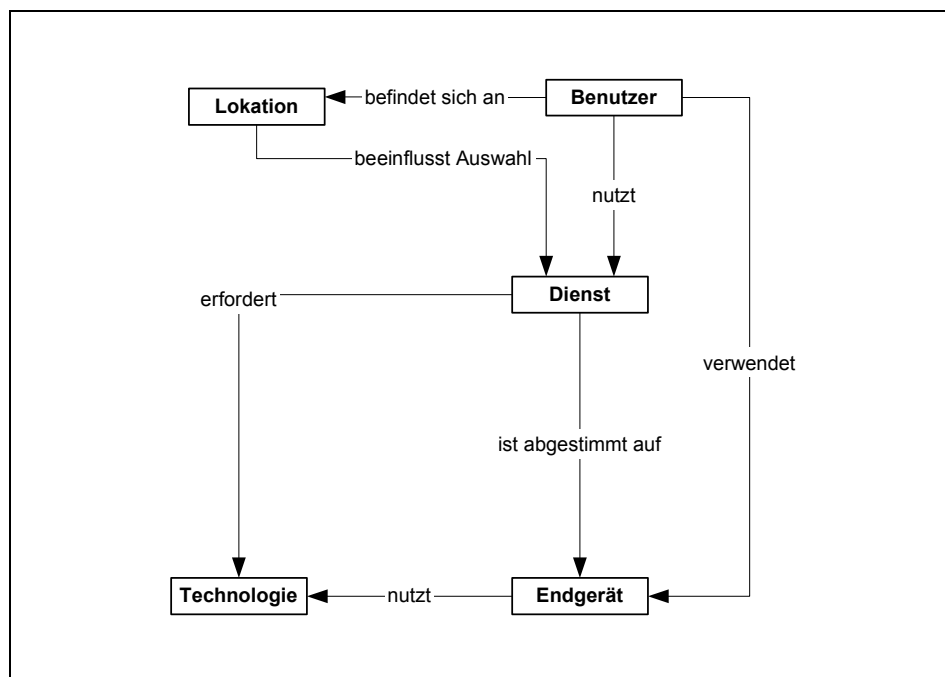 Lokation
befindet sich an
Benutzer
beeinflusst Auswahl
nutzt
Dienst
erfordert
verwendet
ist abgestimmt auf
Technologie
nutzt
Endgerät